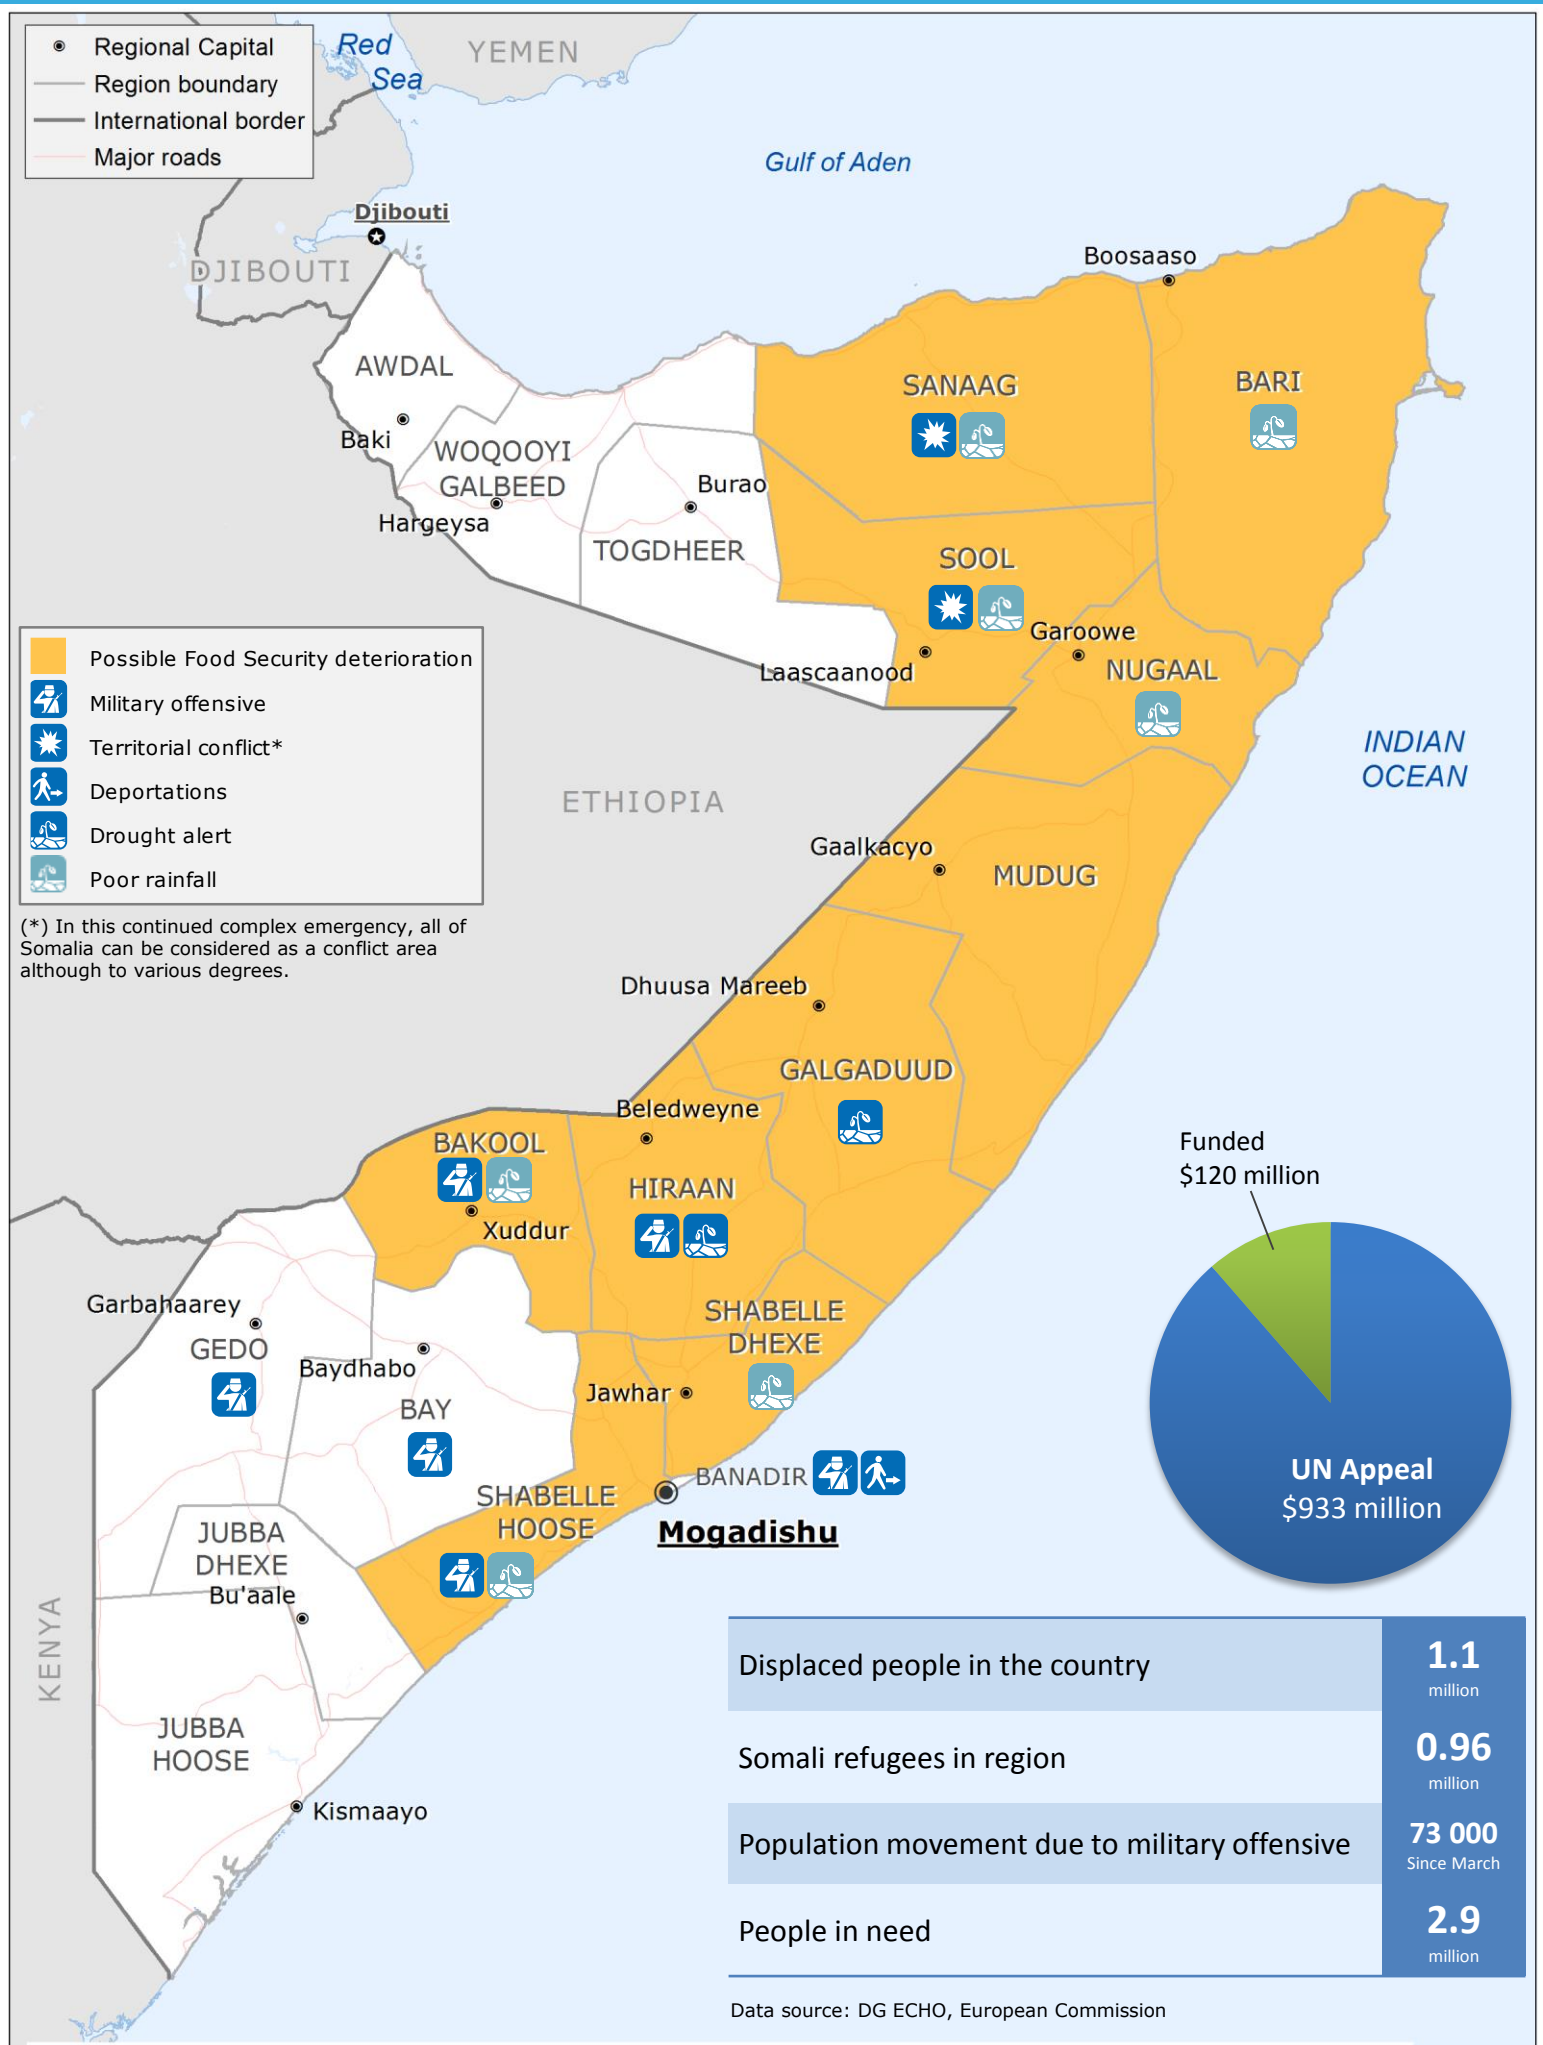 Regional Capital
Region boundary
International border
Major roads
Red
Sea
YEMEN
Gulf of Aden
Djibouti
DJIBOUTI
Boosaaso
AWDAL
SANAAG
BARI
Baki
WOQOOYI
GALBEED
Burao
Hargeysa
TOGDHEER
SOOL
Garoowe
Laascaanood
NUGAAL
Possible Food Security deterioration
Military offensive
Territorial conflict*
Deportations
Drought alert
Poor rainfall
(*) In this continued complex emergency, all of
Somalia can be considered as a conflict area
although to various degrees.
INDIAN
OCEAN
ETHIOPIA
Gaalkacyo
MUDUG
Dhuusa Mareeb
GALGADUUD
Beledweyne
BAKOOL
HIRAAN
Xuddur
Funded
$120 million
Garbahaarey
GEDO
SHABELLE
DHEXE
Baydhabo
Jawhar
BAY
BANADIR
UN Appeal
$933 million
SHABELLE
HOOSE
Mogadishu
JUBBA
DHEXE
Bu'aale
KENYA
JUBBA
HOOSE
Kismaayo
Displaced people in the country
1.1
million
Somali refugees in region
0.96
million
Population movement due to military offensive
73 000
Since March
People in need
2.9
million
Data source: DG ECHO, European Commission